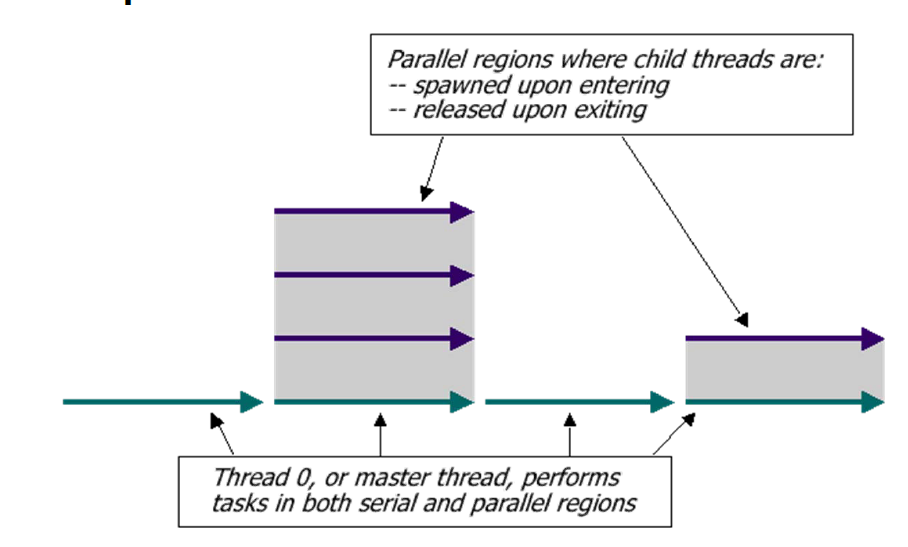 Parallel regions where child threads are:
-- spawned upon entering
-- released upon exiting
Thread 0, or master thread, performs
tasks in both serial and parallel regions